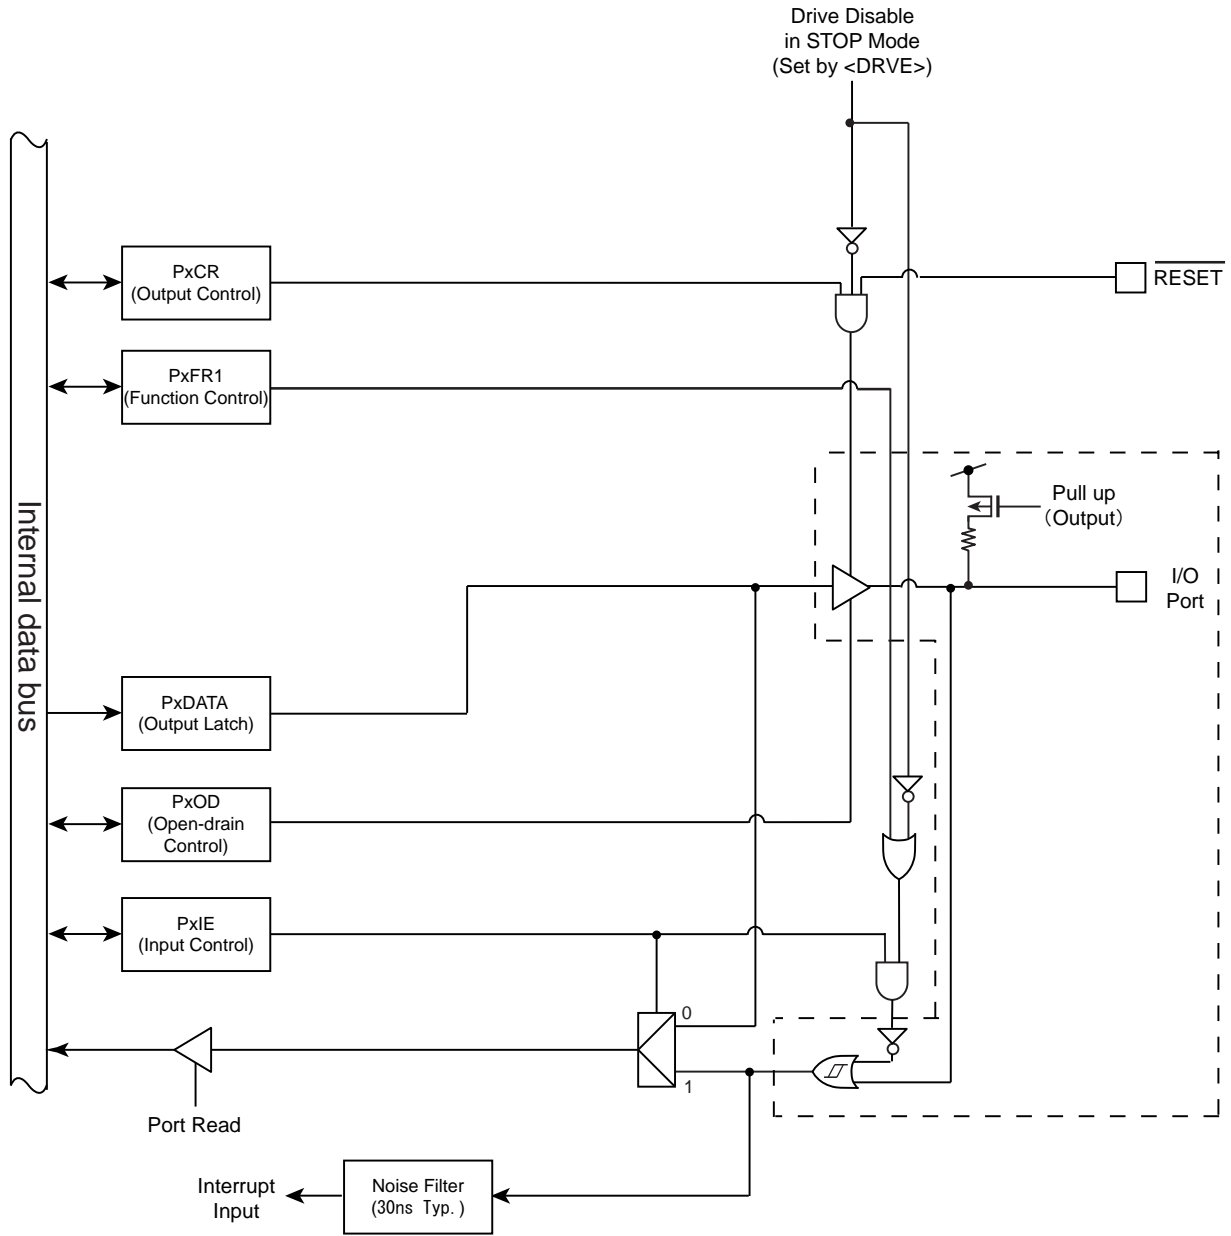 Drive Disable
in STOP Mode
(Set by <DRVE>)
PxCR
(Output Control)
RESET
PxFR1
(Function Control)
Pull up
(Output)
Internal data bus
I/O
Port
PxDATA
(Output Latch)
PxOD
(Open-drain
Control)
PxIE
(Input Control)
0
1
Port Read
Interrupt
Input
Noise Filter
(30ns Typ.)